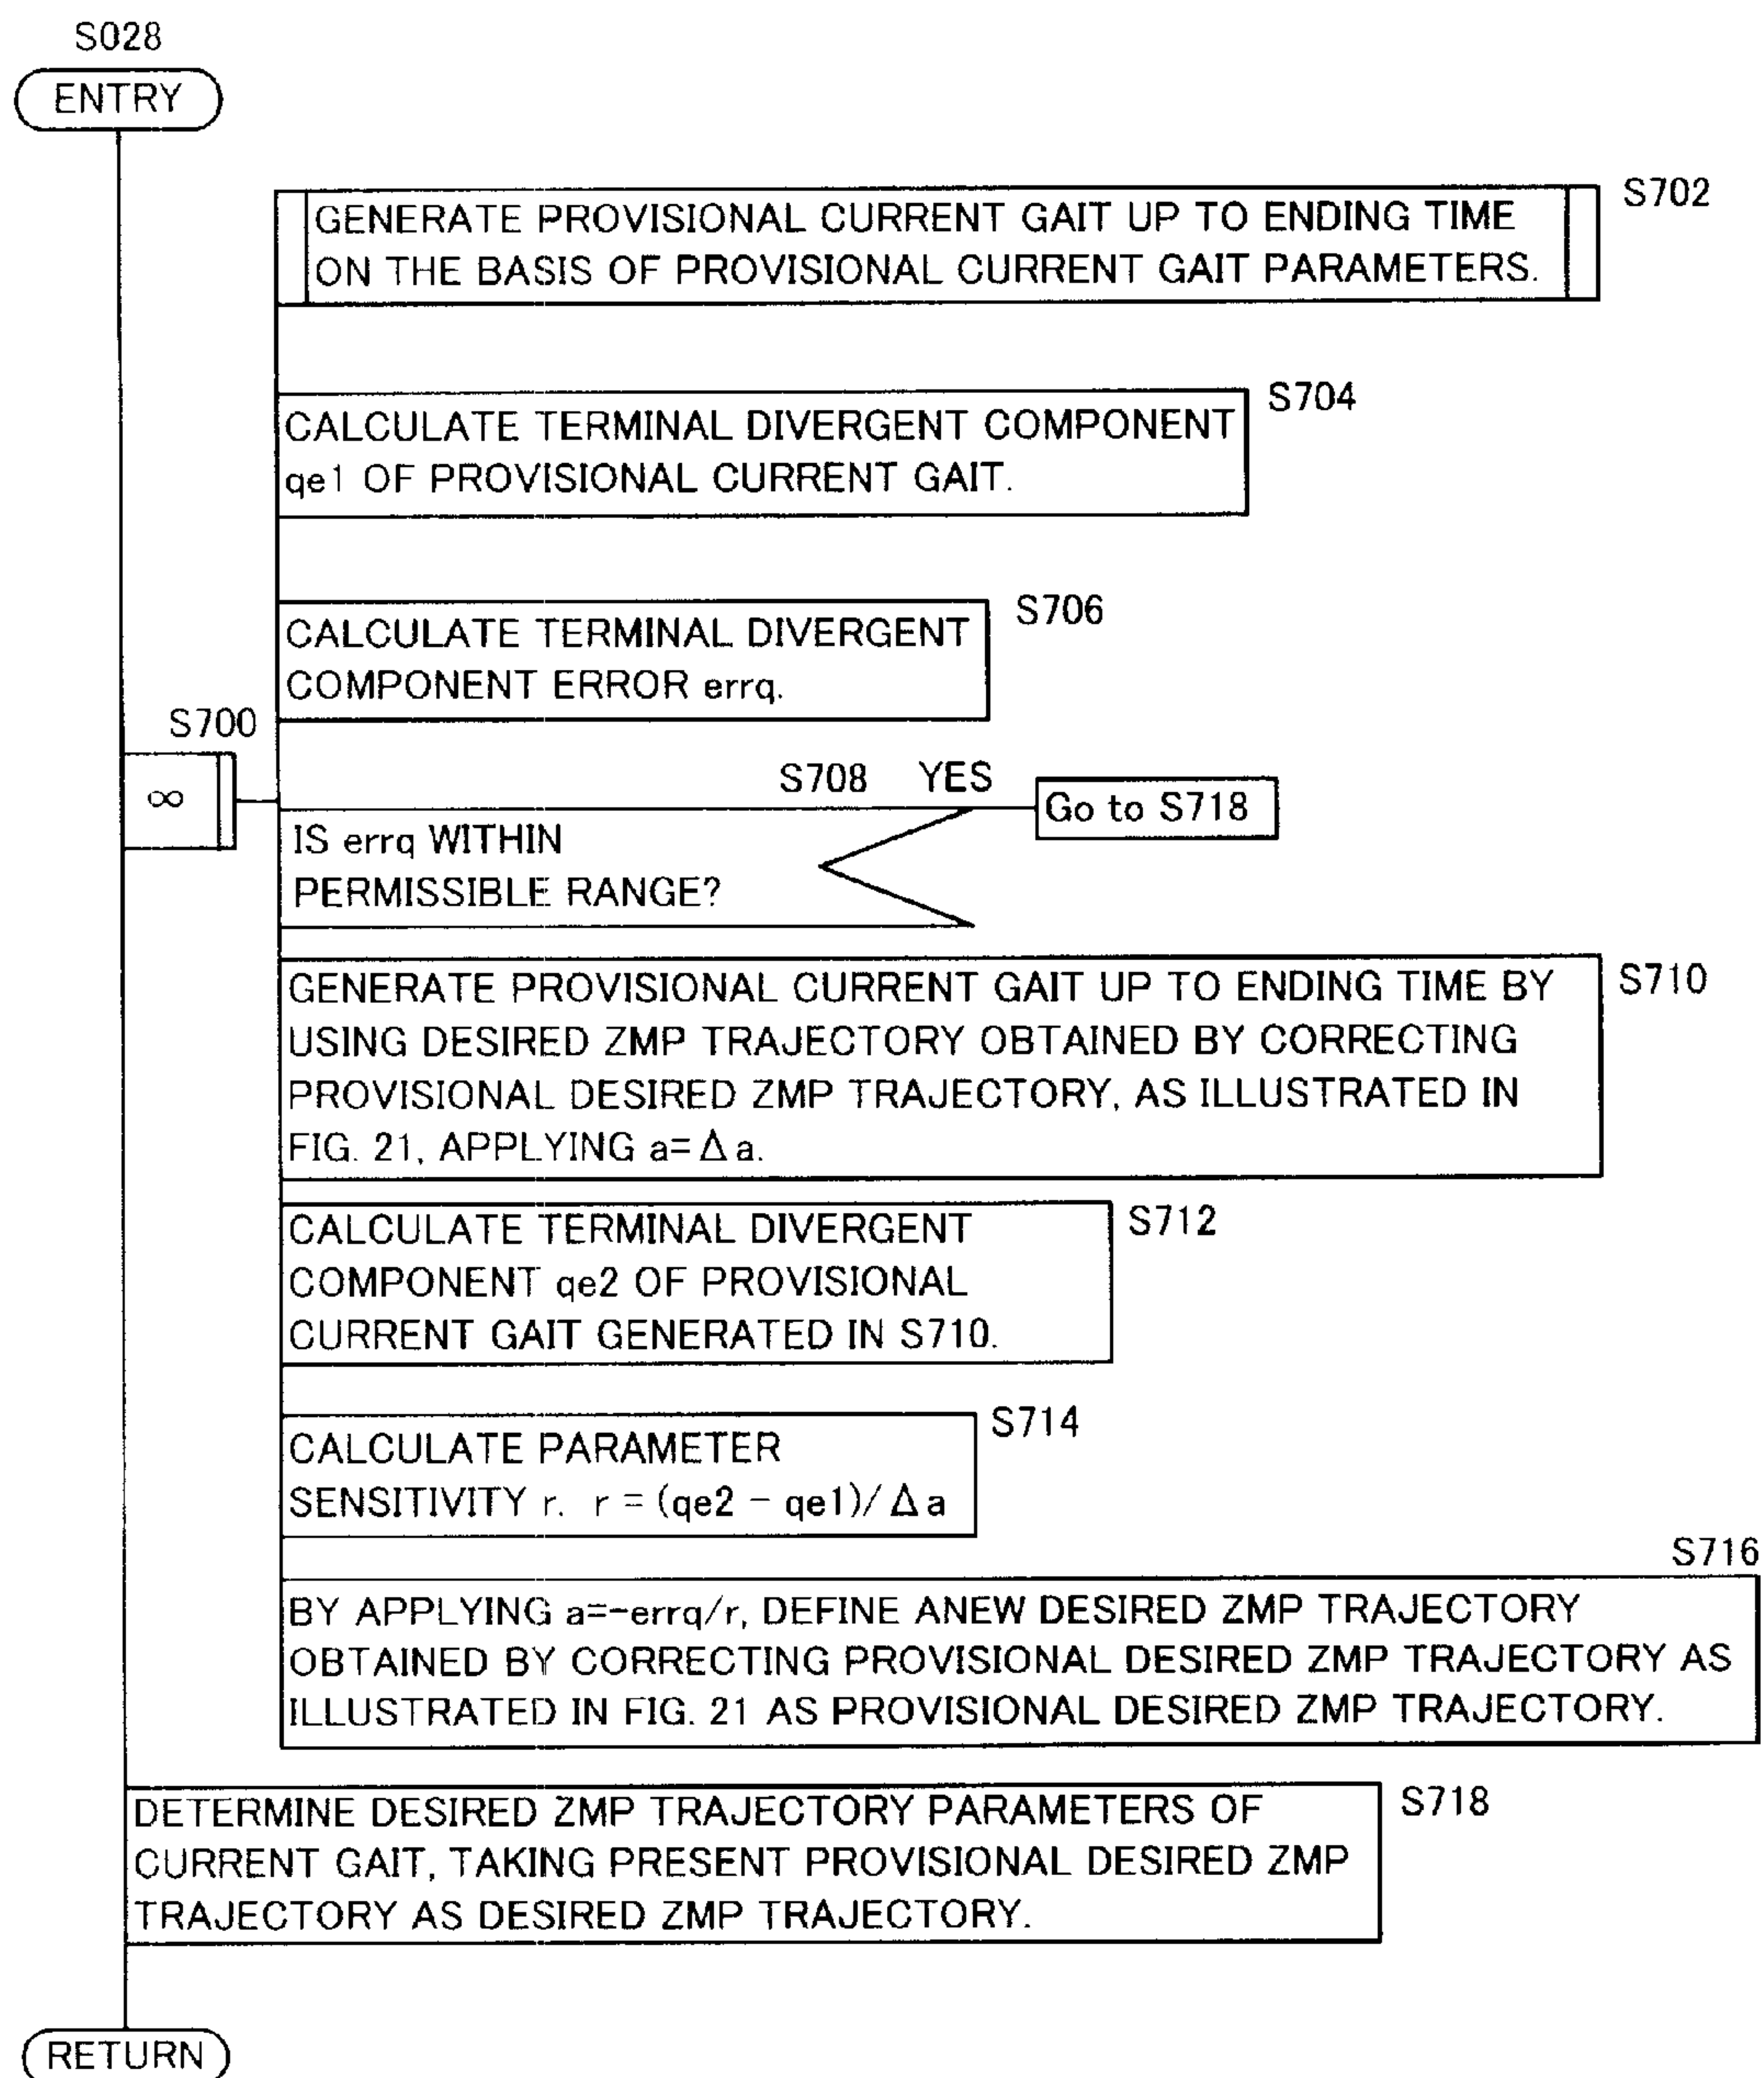 S028
ENTRY
S702
GENERATE PROVISIONAL CURRENT GAIT UP TO ENDING TIME
ON THE BASIS OF PROVISIONAL CURRENT GAIT PARAMETERS.
S704
CALCULATE TERMINAL DIVERGENT COMPONENT
qe1 OF PROVISIONAL CURRENT GAIT.
S706
CALCULATE TERMINAL DIVERGENT
COMPONENT ERROR errq.
S700
∞
S708 YES
Go to S718
IS errq WITHIN
PERMISSIBLE RANGE?
S710
GENERATE PROVISIONAL CURRENT GAIT UP TO ENDING TIME BY
USING DESIRED ZMP TRAJECTORY OBTAINED BY CORRECTING
PROVISIONAL DESIRED ZMP TRAJECTORY, AS ILLUSTRATED IN
FIG. 21, APPLYING a=Δa.
S712
CALCULATE TERMINAL DIVERGENT
COMPONENT qe2 OF PROVISIONAL
CURRENT GAIT GENERATED IN S710.
S714
CALCULATE PARAMETER
SENSITIVITY r. r = (qe2 - qe1)/Δa
S716
BY APPLYING a=-errq/r, DEFINE ANEW DESIRED ZMP TRAJECTORY
OBTAINED BY CORRECTING PROVISIONAL DESIRED ZMP TRAJECTORY AS
ILLUSTRATED IN FIG. 21 AS PROVISIONAL DESIRED ZMP TRAJECTORY.
S718
DETERMINE DESIRED ZMP TRAJECTORY PARAMETERS OF
CURRENT GAIT, TAKING PRESENT PROVISIONAL DESIRED ZMP
TRAJECTORY AS DESIRED ZMP TRAJECTORY.
RETURN